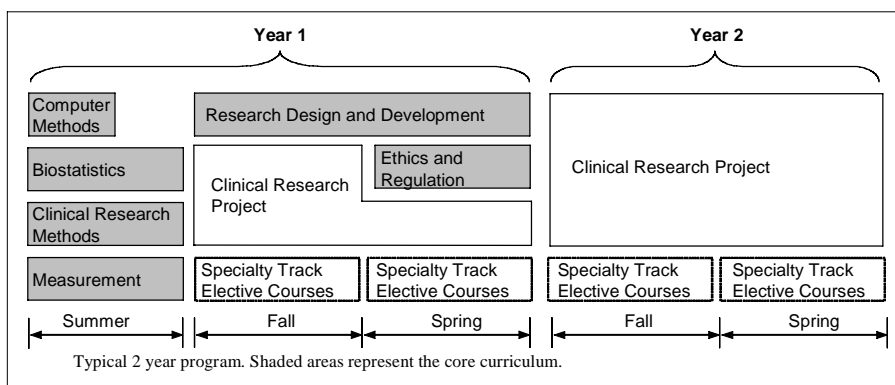 Year 1
Year 2
Computer
Methods
Research Design and Development
Biostatistics
Clinical Research
Project
Ethics and
Regulation
Clinical Research Project
Clinical Research
Methods
Measurement
Specialty Track
Elective Courses
Specialty Track
Elective Courses
Specialty Track
Elective Courses
Specialty Track
Elective Courses
Summer
Fall
Spring
Fall
Spring
Typical 2 year program. Shaded areas represent the core curriculum.